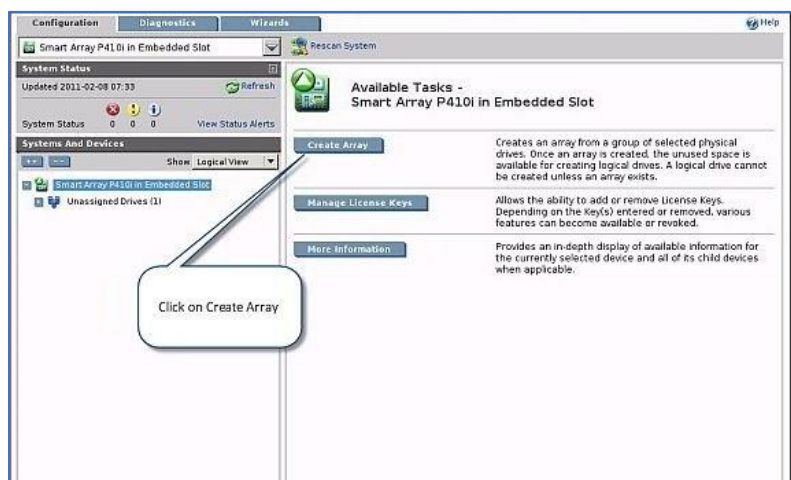 Configuration
Diagnostics
Wizards
Help
Smart Array P410i in Embedded Slot
Rescan System
System Status
Updated 2011-02-08 07:33
Refresh
System Status 0 0 0 View Status Alerts
Systems And Devices
Show Logical View
Smart Array P410i in Embedded Slot
Unassigned Drives (1)
Available Tasks -
Smart Array P410i in Embedded Slot
Create Array
Creates an array from a group of selected physical
drives. Once an array is created, the unused space is
available for creating logical drives. A logical drive cannot
be created unless an array exists.
Manage License Keys
Allows the ability to add or remove License Keys.
Depending on the Key(s) entered or removed, various
features can become available or revoked.
More Information
Provides an in-depth display of available information for
the currently selected device and all of its child devices
when applicable.
Click on Create Array